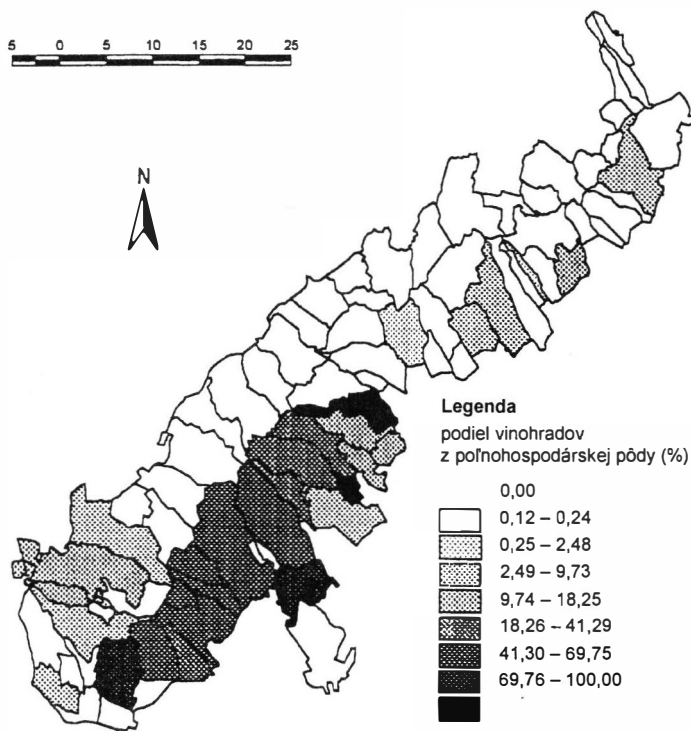 5 0 5 10 15 20 25
N
Legenda
podiel vinohradov
z poľnohospodárskej pôdy (%)
0,00
0,12 – 0,24
0,25 – 2,48
2,49 – 9,73
9,74 – 18,25
18,26 – 41,29
41,30 – 69,75
69,76 – 100,00